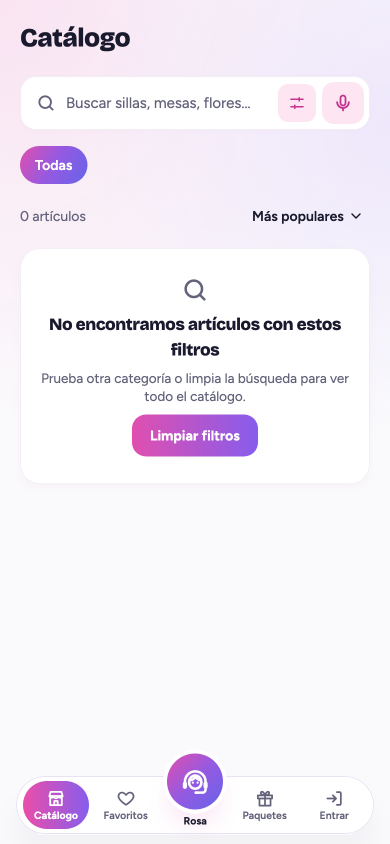 Catálogo
Buscar sillas, mesas, flores...
Todas
0 artículos
Más populares
No encontramos artículos con estos
filtros
Prueba otra categoría o limpia la búsqueda para ver
todo el catálogo.
Limpiar filtros
Catálogo
Favoritos
Rosa
Paquetes
Entrar